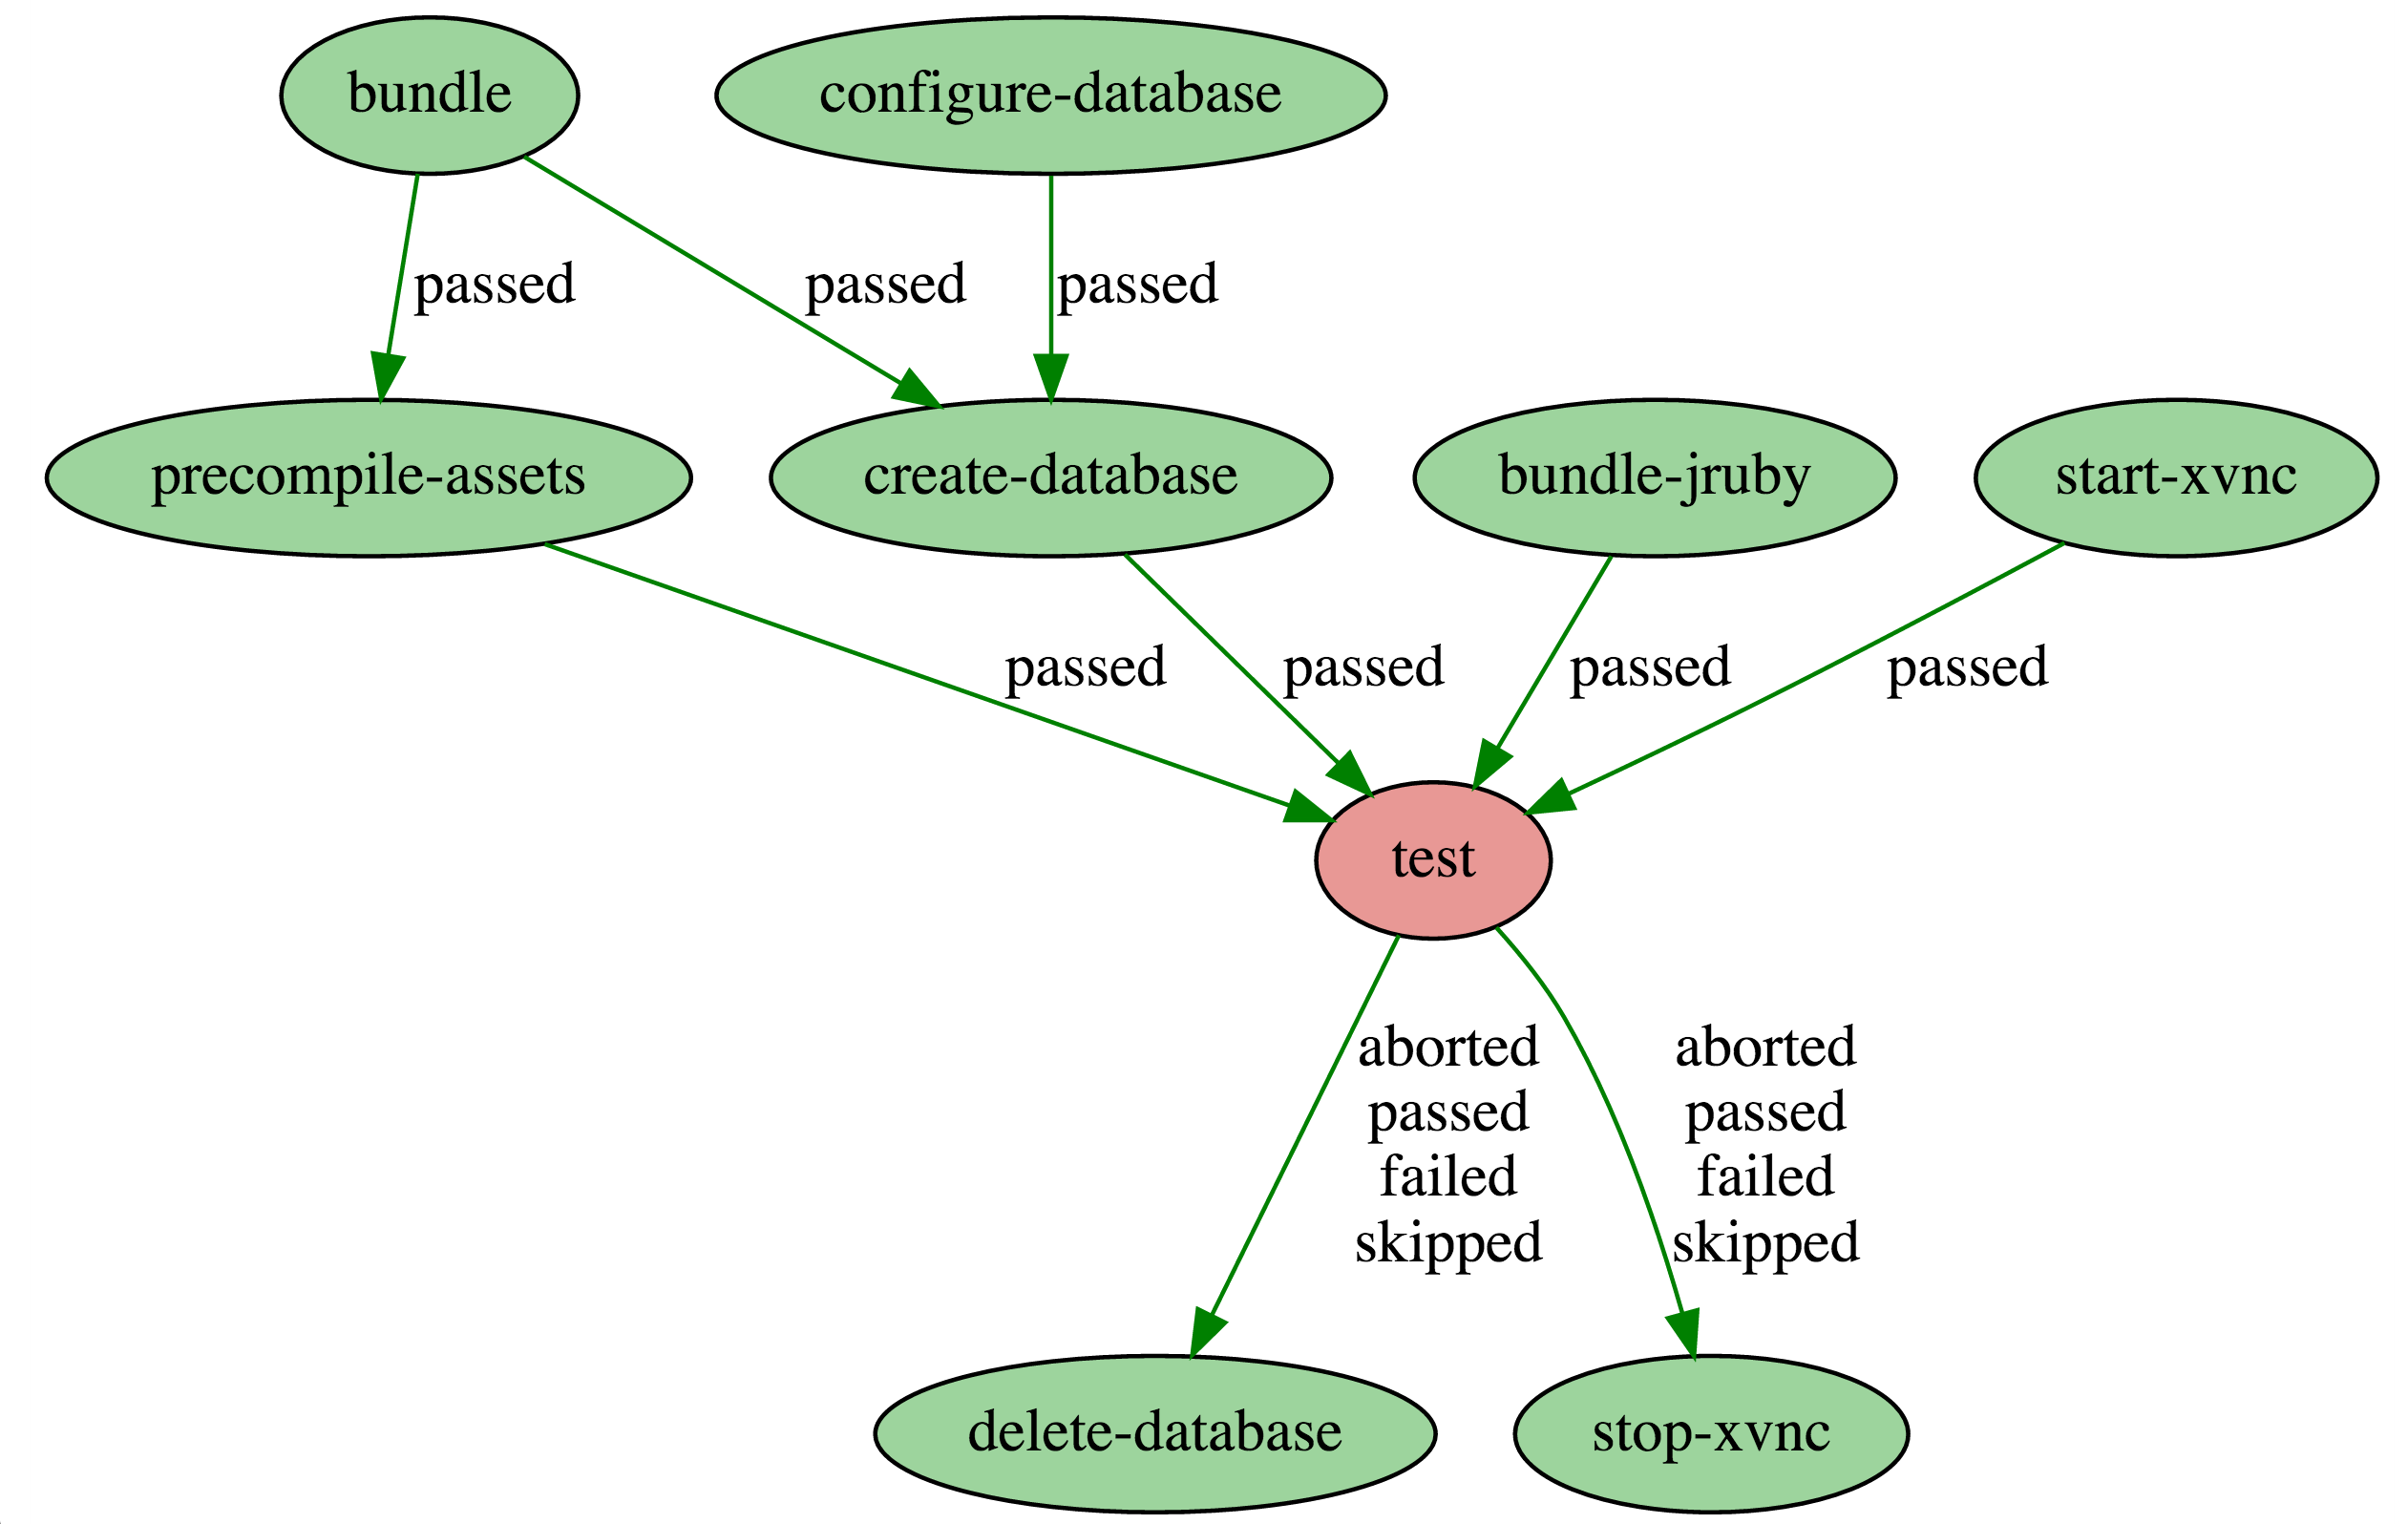 bundle
configure-database
passed
passed
passed
precompile-assets
create-database
bundle-jruby
start-xvnc
passed
passed
passed
passed
test
aborted
passed
failed
skipped
aborted
passed
failed
skipped
delete-database
stop-xvnc